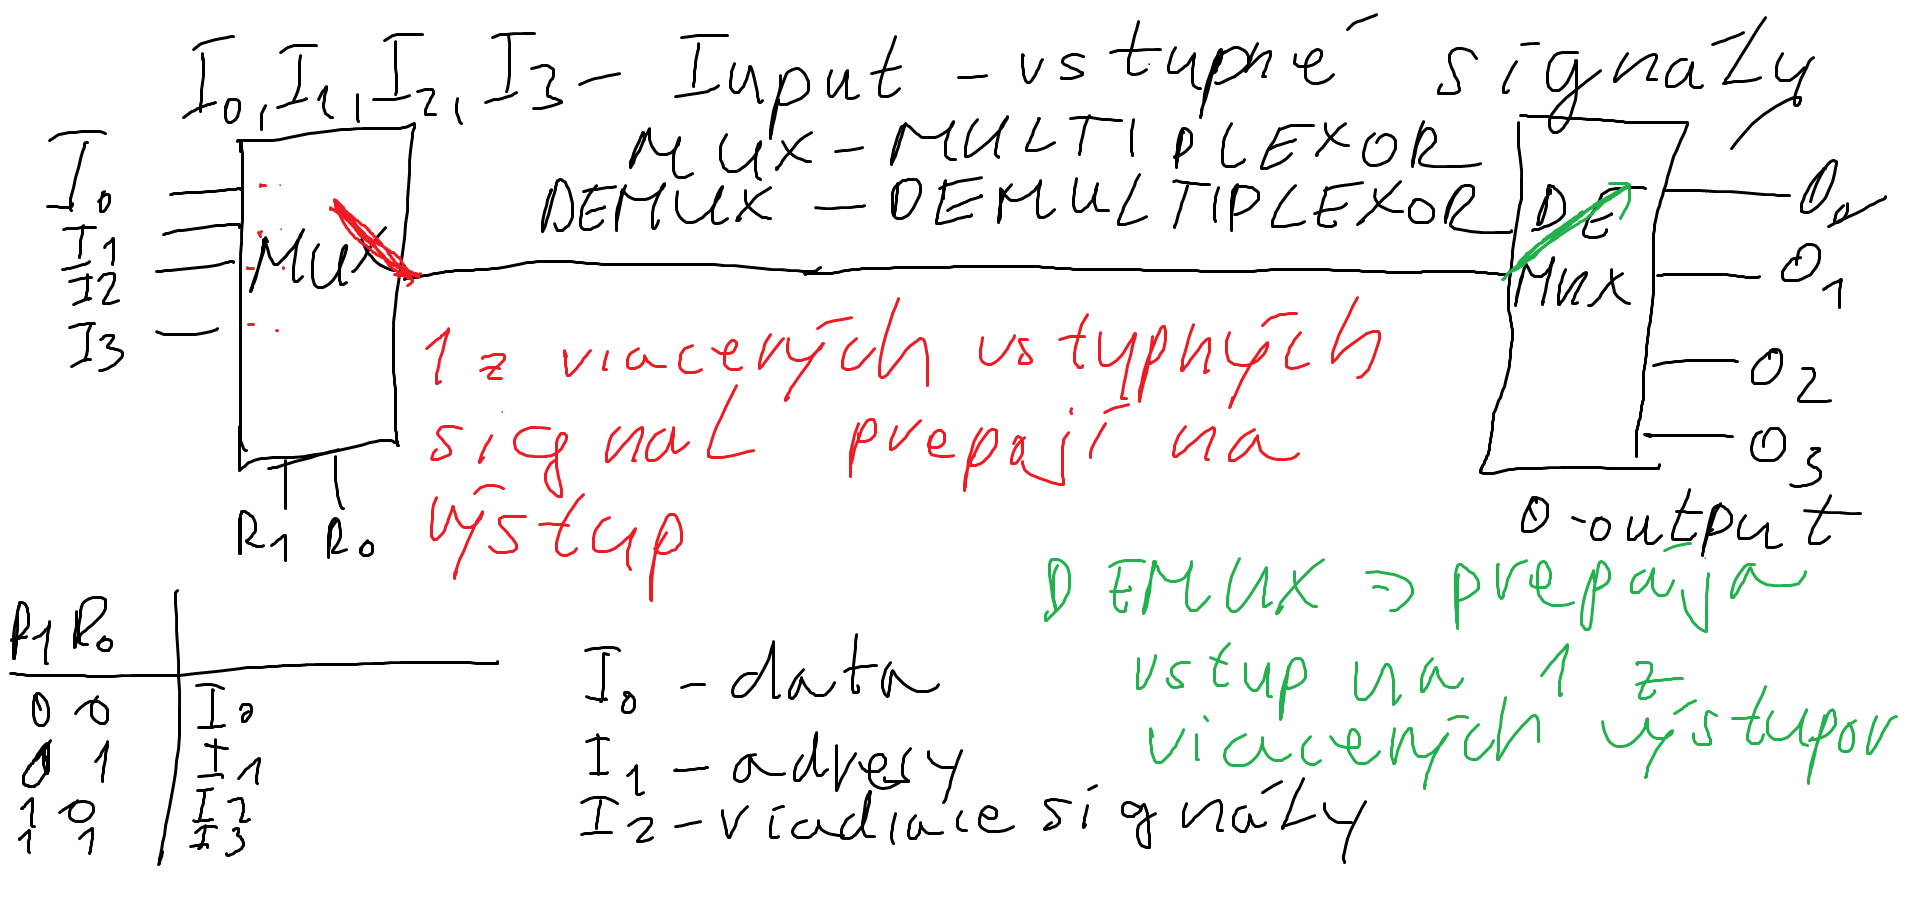 I0, I1, I2, I3 - Input - vstupné signály
MUX - MULTIPLEXOR
DEMUX - DEMULTIPLEXOR
I0
I1
I2
I3
MUX
R1 R0
DE
MUX
O0
O1
O2
O3
O - output
1 z viacerých vstypných
signal prepojí na
výstup
DEMUX => prepája
vstup na 1 z
viacerých výstupov
R1 R0
0 0 I0
0 1 I1
1 0 I2
1 1 I3
I0 - data
I1 - adresy
I2 - riadiace signály